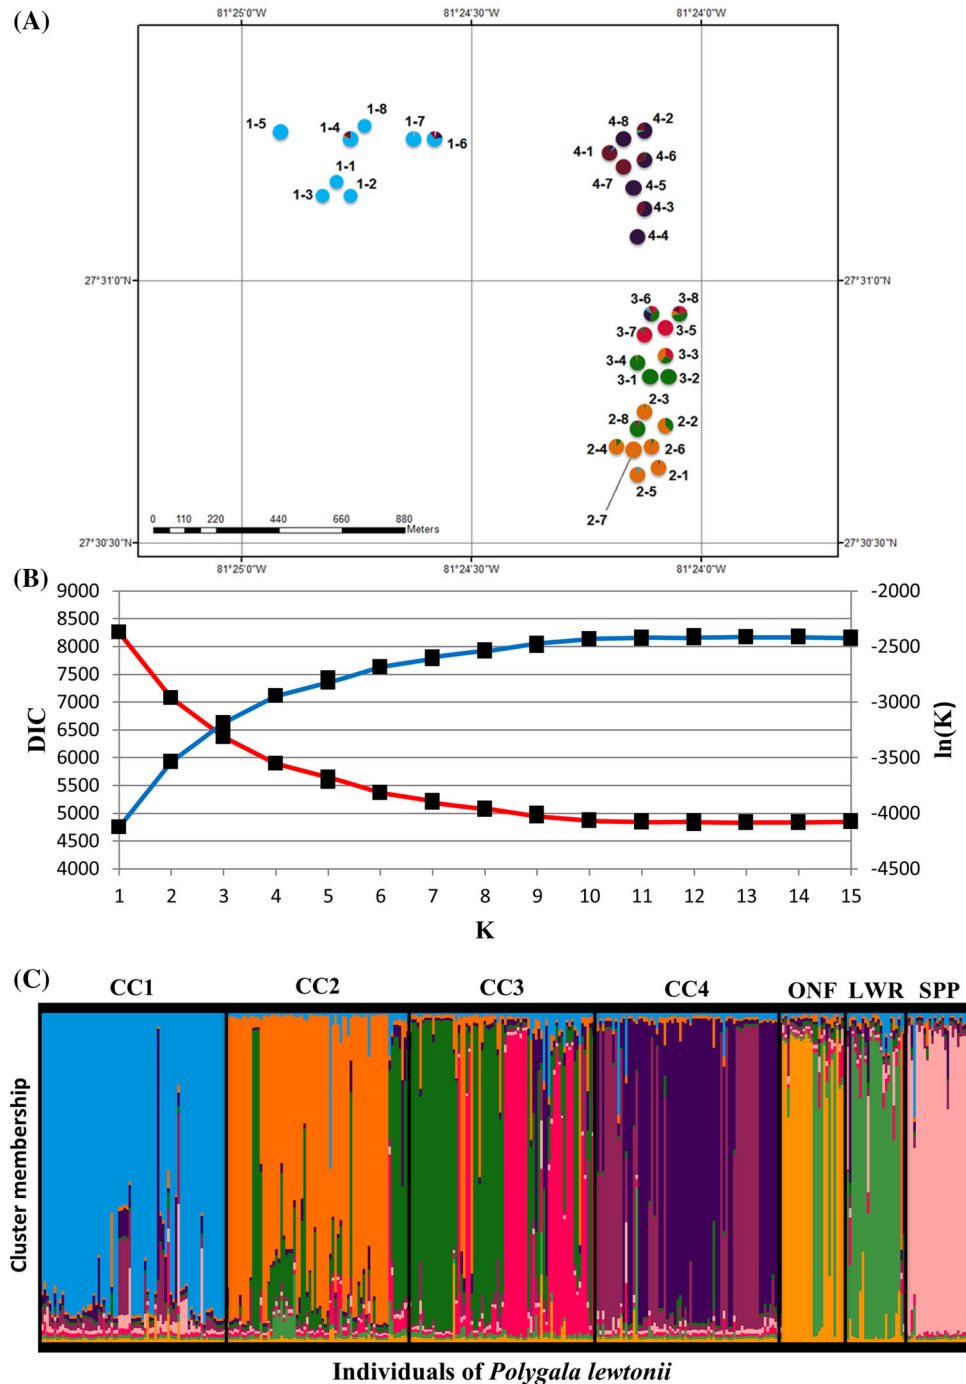 (A)
81°25'0"W 81°24'30"W 81°24'0"W
1-8
1-7
4-8 4-2
1-5 1-4
1-6
4-1
4-6
4-7
1-1
4-5
1-3 1-2
4-3
4-4
27°31'0"N 27°31'0"N
3-6 3-8
3-7 3-5
3-3
3-4
3-1 3-2
2-3
2-8 2-2
2-4 2-6
2-1
2-5
2-7
0 110 220 440 660 880
Meters
27°30'30"N 27°30'30"N
81°25'0"W 81°24'30"W 81°24'0"W
(B)
9000 -2000
8500
8000 -2500
7500
7000 -3000
6500
6000 -3500
5500
5000 -4000
4500
4000 -4500
DIC
ln(K)
1 2 3 4 5 6 7 8 9 10 11 12 13 14 15
K
(C)
CC1 CC2 CC3 CC4 ONF LWR SPP
Cluster membership
Individuals of Polygala lewtonii